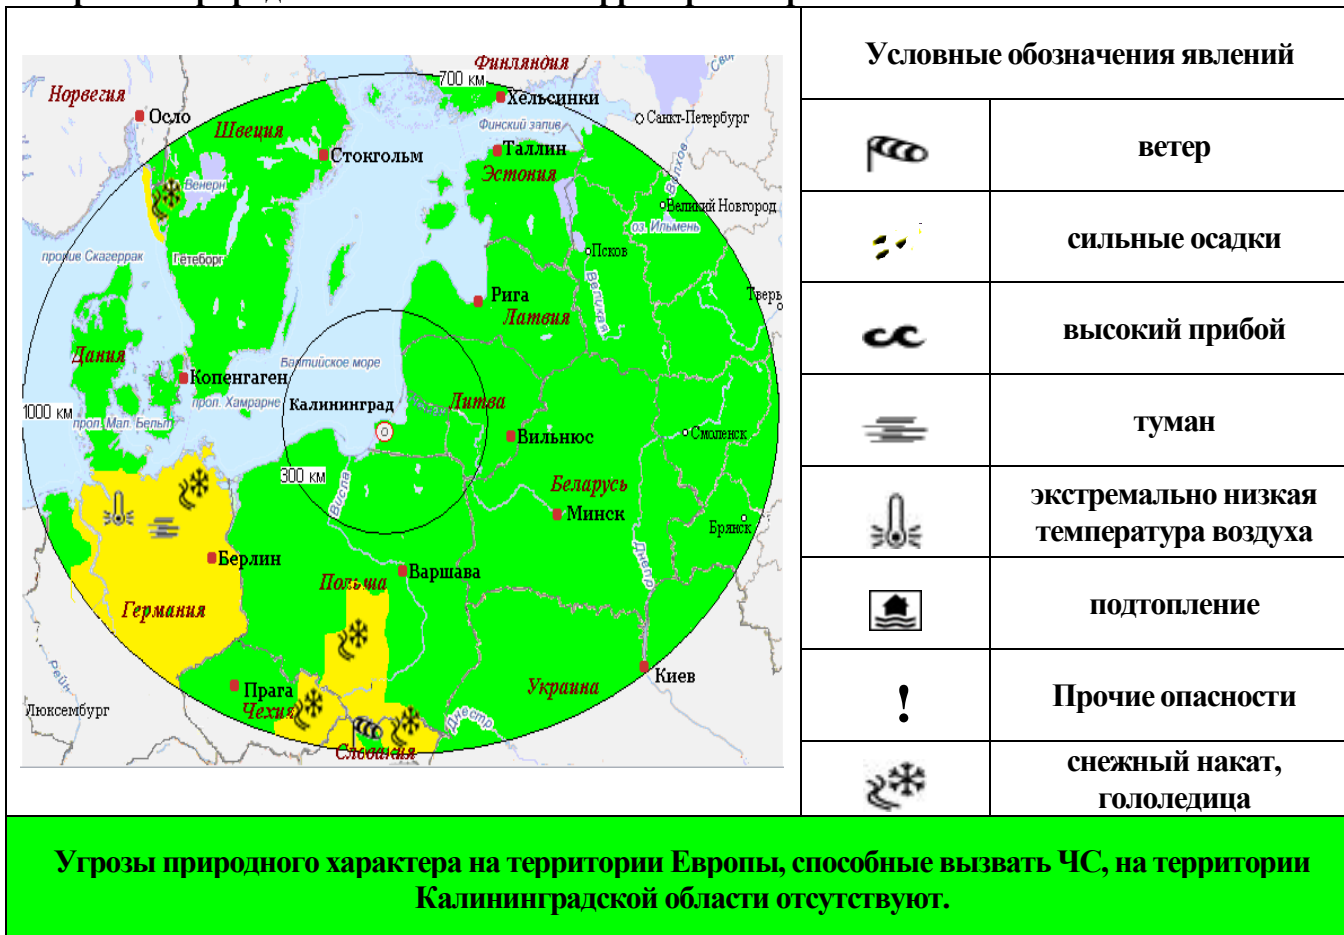 Условные обозначения явлений
ветер
сильные осадки
высокий прибой
туман
экстремально низкая
температура воздуха
подтопление
!
Прочие опасности
снежный накат,
гололедица
Финляндия
700 км
Норвегия
Хельсинки
Осло
Санкт-Петербург
Швеция
Финский залив
Стокгольм
Таллин
Эстония
Волхов
Венерн
Великий Новгород
оз. Ильмень
пролив Скагеррак
Гетеборг
Псков
Великая
Рига
Тверь
Латвия
Дания
Балтийское море
Копенгаген
Калининград
Литва
1000 км
прол. Хамрарне
прол. Мал. Бельт
Вильнюс
Смоленск
300 км
Висла
Беларусь
Минск
Брянск
Берлин
Днепр
Варшава
Польша
Германия
Рейн
Киев
Прага
Украина
Чехия
Люксембург
Днестр
Словакия
Угрозы природного характера на территории Европы, способные вызвать ЧС, на территории
Калининградской области отсутствуют.